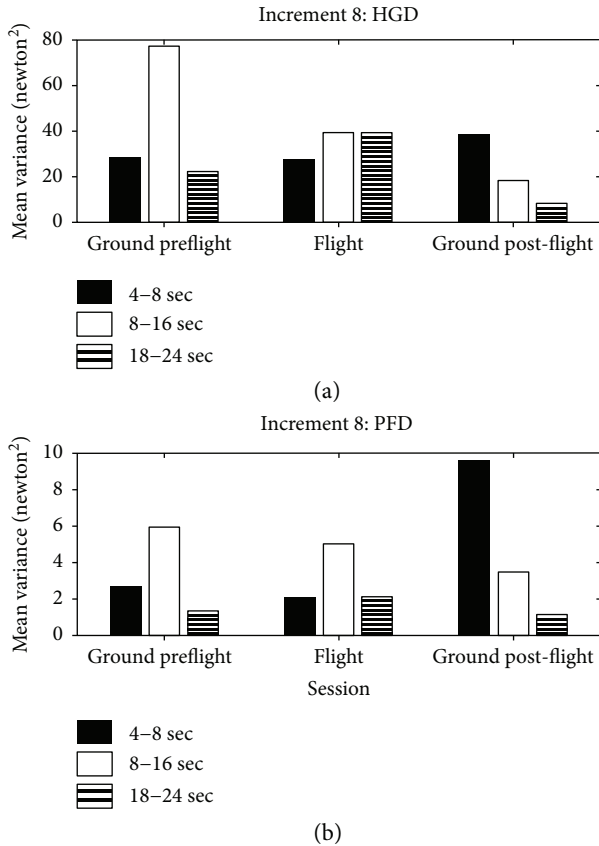 Increment 8: HGD
Mean variance (newton²)
80
60
40
20
0
Ground preflight Flight Ground post-flight
4−8 sec
8−16 sec
18−24 sec
(a)
Increment 8: PFD
Mean variance (newton²)
10
8
6
4
2
0
Ground preflight Flight Ground post-flight
Session
4−8 sec
8−16 sec
18−24 sec
(b)